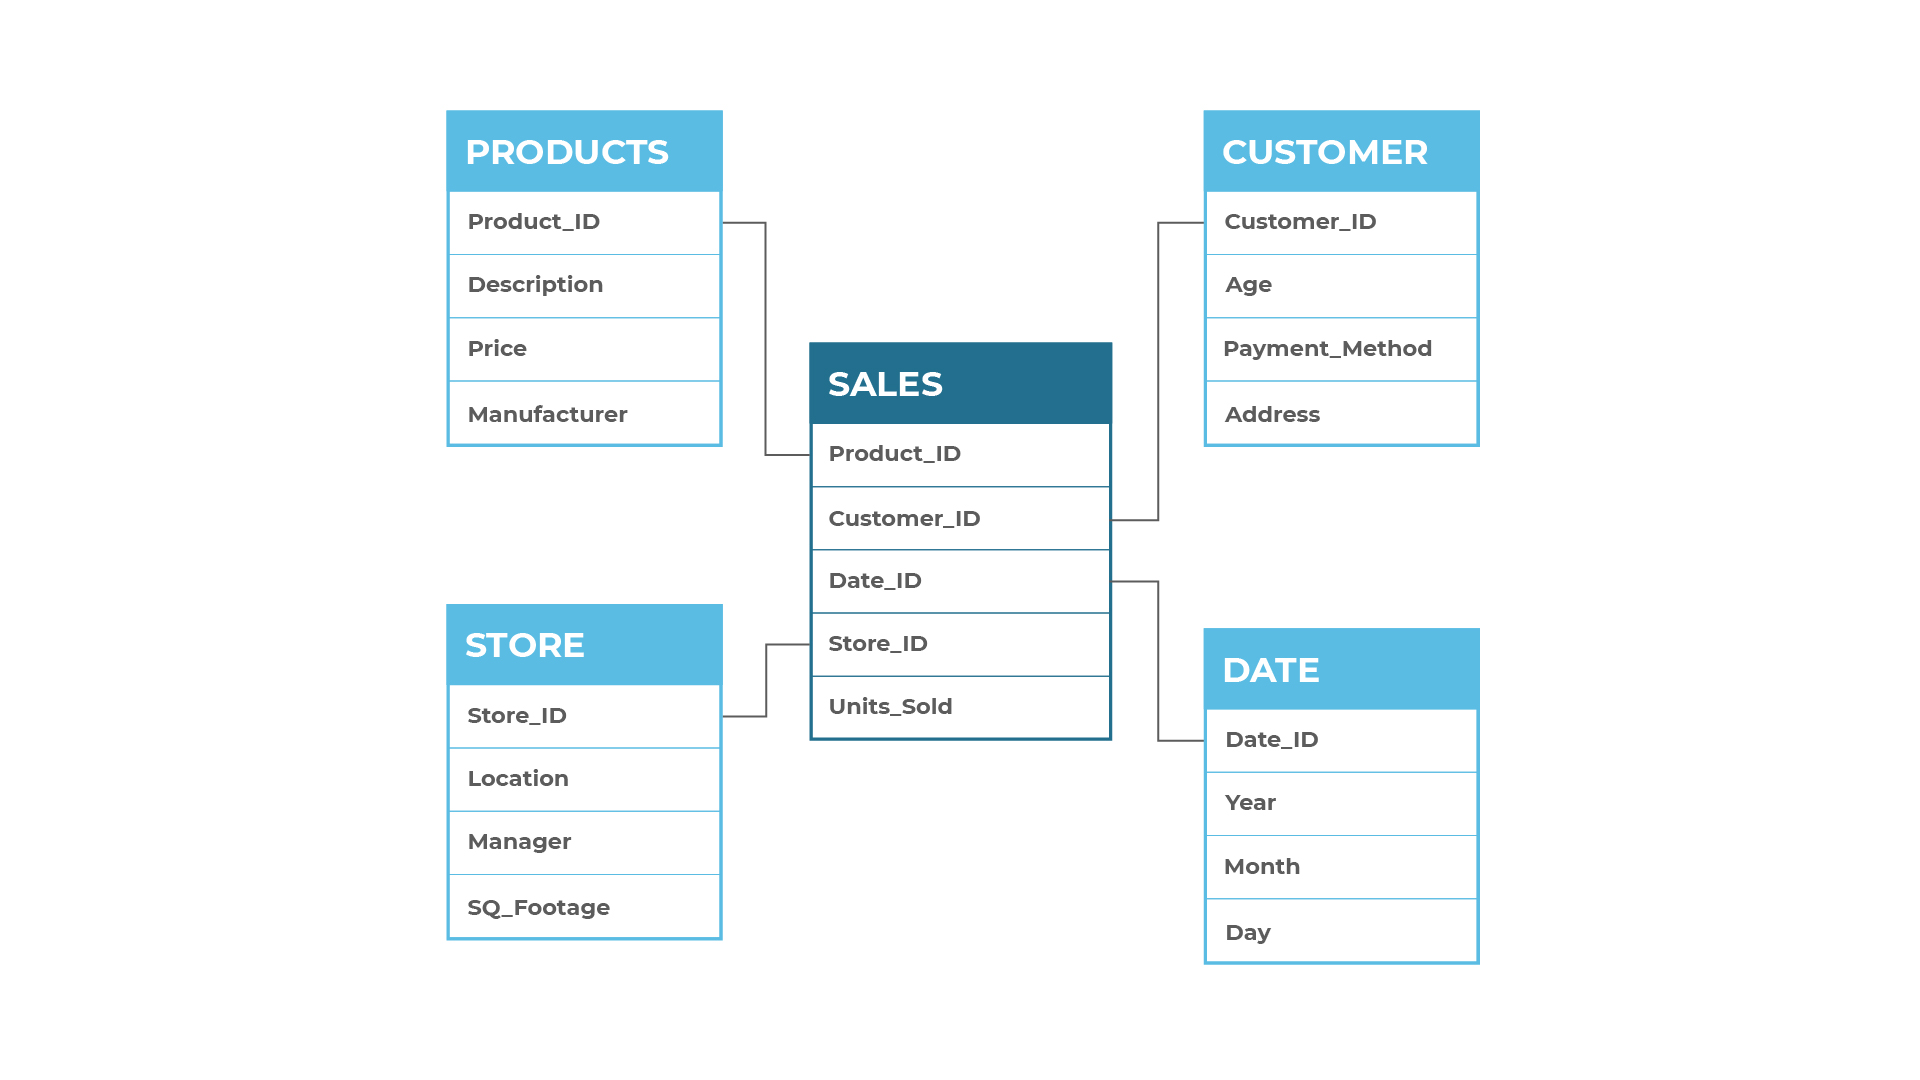 PRODUCTS
Product_ID
Description
Price
Manufacturer
CUSTOMER
Customer_ID
Age
Payment_Method
Address
SALES
Product_ID
Customer_ID
Date_ID
Store_ID
Units_Sold
STORE
Store_ID
Location
Manager
SQ_Footage
DATE
Date_ID
Year
Month
Day